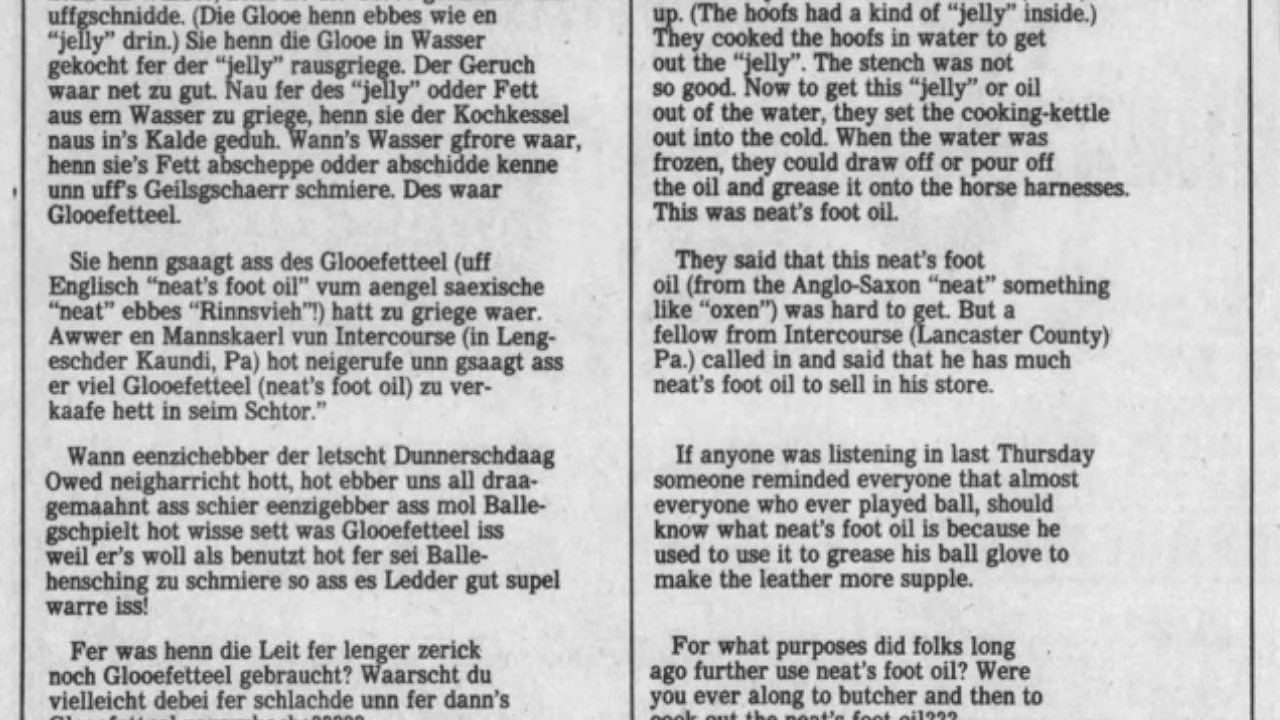 uffgschnidde. (Die Glooe henn ebbes wie en
“jelly” drin.) Sie henn die Glooe in Wasser
gekocht fer der “jelly” rausgriege. Der Geruch
waar net zu gut. Nau fer des “jelly” odder Fett
aus em Wasser zu griege, henn sie der Kochkessel
naus in's Kalde geduh. Wann's Wasser gfrore waar,
henn sie's Fett abscheppe odder abschidde kenne
unn uff's Geilsgschaerr schmiere. Des waar
Glooefetteel.
Sie henn gsaagt ass des Glooefetteel (uff
Englisch “neat's foot oil” vum aengel saexische
“neat” ebbes “Rinnsvieh”!) hatt zu griege waer.
Awwer en Mannskaerl vun Intercourse (in Leng-
eschder Kaundi, Pa) hot neigerufe unn gsaagt ass
er viel Glooefetteel (neat's foot oil) zu ver-
kaafe hett in seim Schtor.”
Wann eenzichebber der letscht Dunnerschdaag
Owed neigharricht hott, hot ebber uns all draa-
gemaahnt ass schier eenzigebber ass mol Balle-
gschpielt hot wisse sett was Glooefetteel iss
weil er's woll als benutzt hot fer sei Balle-
hensching zu schmiere so ass es Ledder gut supel
warre iss!
Fer was henn die Leit fer lenger zerick
noch Glooefetteel gebraucht? Waarscht du
vielleicht debei fer schlachde unn fer dann's
up. (The hoofs had a kind of “jelly” inside.)
They cooked the hoofs in water to get
out the “jelly”. The stench was not
so good. Now to get this “jelly” or oil
out of the water, they set the cooking-kettle
out into the cold. When the water was
frozen, they could draw off or pour off
the oil and grease it onto the horse harnesses.
This was neat's foot oil.
They said that this neat's foot
oil (from the Anglo-Saxon “neat” something
like “oxen”) was hard to get. But a
fellow from Intercourse (Lancaster County)
Pa.) called in and said that he has much
neat's foot oil to sell in his store.
If anyone was listening in last Thursday
someone reminded everyone that almost
everyone who ever played ball, should
know what neat's foot oil is because he
used to use it to grease his ball glove to
make the leather more supple.
For what purposes did folks long
ago further use neat's foot oil? Were
you ever along to butcher and then to
cook out the neat's foot oil???